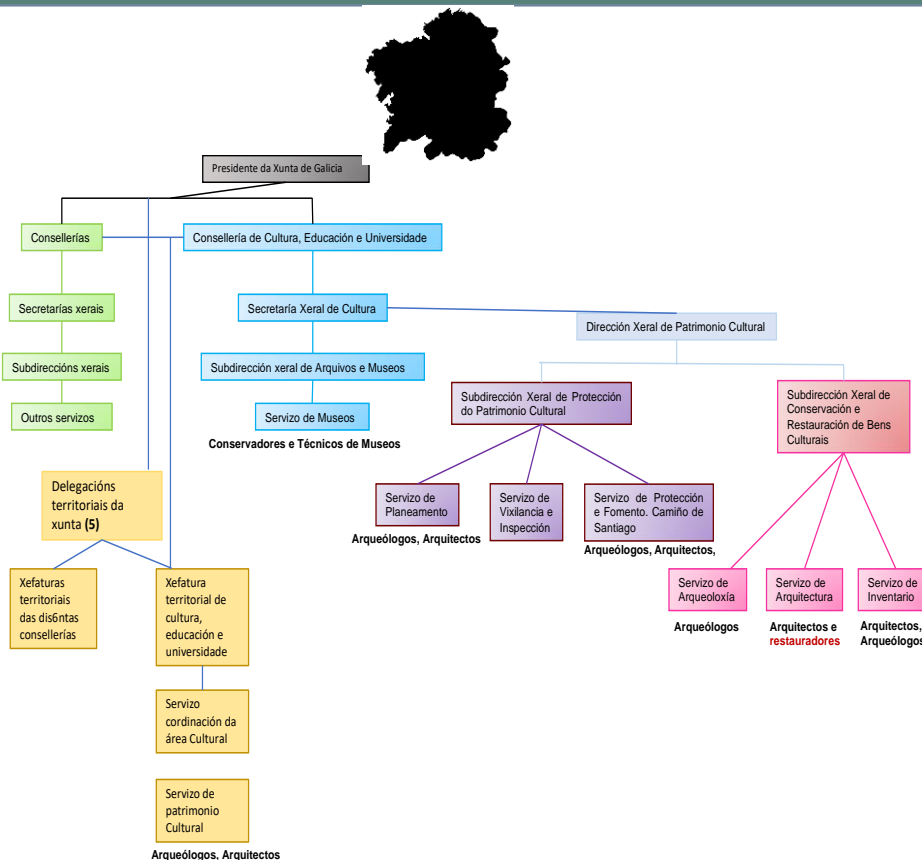 Presidente da Xunta de Galicia
Consellerías
Consellería de Cultura, Educación e Universidade
Secretarías xerais
Secretaría Xeral de Cultura
Dirección Xeral de Patrimonio Cultural
Subdireccións xerais
Subdirección xeral de Arquivos e Museos
Outros servizos
Servizo de Museos
Conservadores e Técnicos de Museos
Subdirección Xeral de Protección
do Patrimonio Cultural
Subdirección Xeral de
Conservación e
Restauración de Bens
Culturais
Delegacións
territoriais da
xunta (5)
Servizo de
Planeamento
Arqueólogos, Arquitectos
Servizo de
Vixilancia e
Inspección
Servizo de Protección
e Fomento. Camiño de
Santiago
Arqueólogos, Arquitectos,
Xefaturas
territoriais
das dis6ntas
consellerías
Xefatura
territorial de
cultura,
educación e
universidade
Servizo de
Arqueoloxía
Arqueólogos
Servizo de
Arquitectura
Arquitectos e
restauradores
Servizo de
Inventario
Arquitectos,
Arqueólogos
Servizo
cordinación da
área Cultural
Servizo de
patrimonio
Cultural
Arqueólogos, Arquitectos